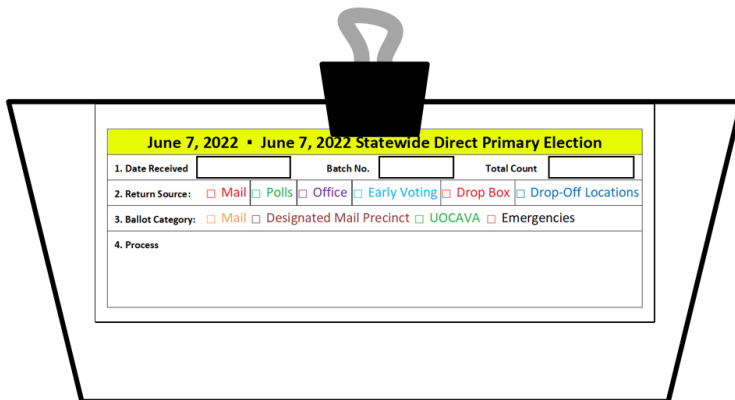 June 7, 2022 ▪ June 7, 2022 Statewide Direct Primary Election
1. Date Received Batch No. Total Count
2. Return Source: □ Mail □ Polls □ Office □ Early Voting □ Drop Box □ Drop-Off Locations
3. Ballot Category: □ Mail □ Designated Mail Precinct □ UOCAVA □ Emergencies
4. Process